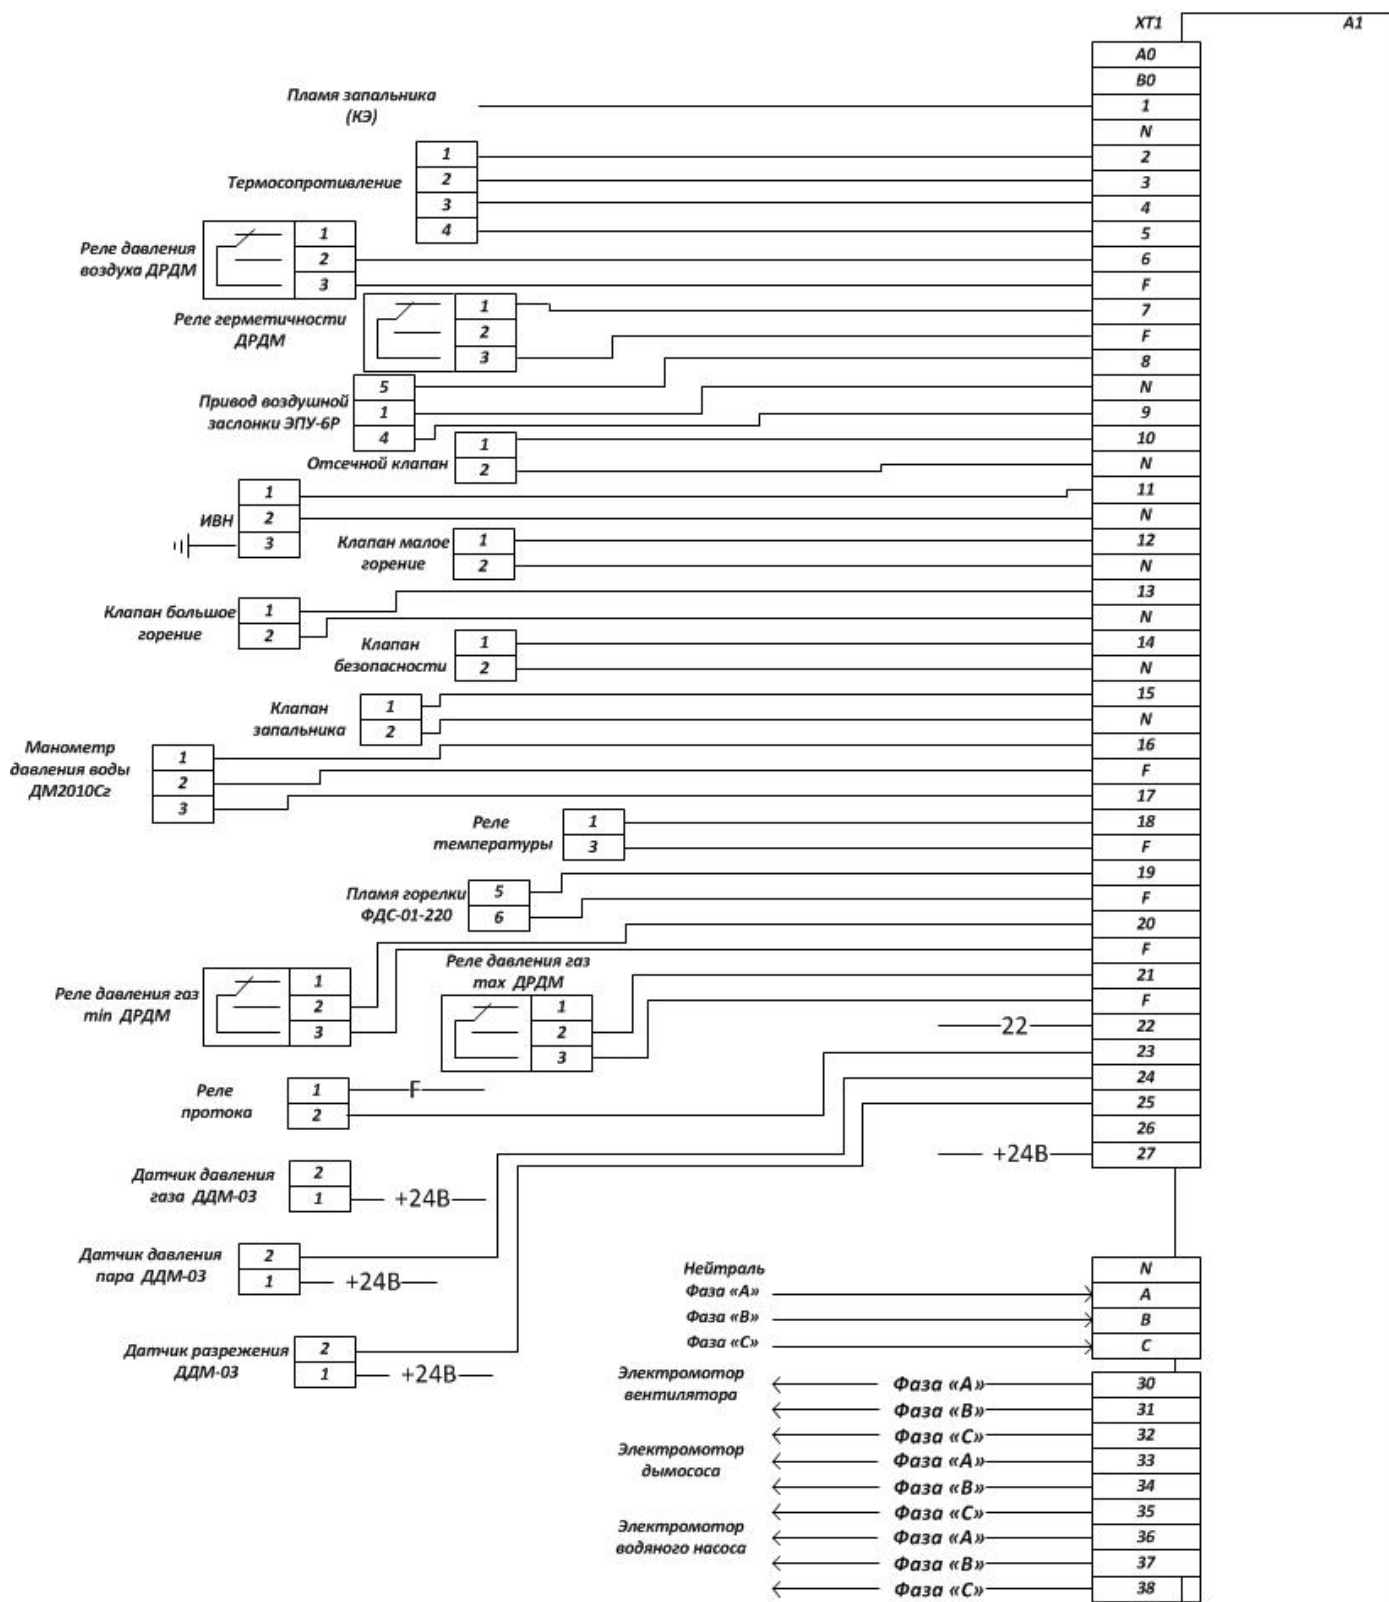 XT1
A1
A0
B0
Пламя запальника
(КЭ)
1
N
Термосопротивление
1
2
3
4
2
3
4
5
Реле давления
воздуха ДРДМ
1
2
3
6
F
Реле герметичности
ДРДМ
1
2
3
7
F
Привод воздушной
заслонки ЭПУ-6Р
5
1
4
8
N
9
Отсечной клапан
1
2
10
N
ИВН
1
2
3
11
N
Клапан малое
горение
1
2
12
N
Клапан большое
горение
1
2
13
N
Клапан
безопасности
1
2
14
N
Клапан
запальника
1
2
15
N
Манометр
давления воды
ДМ2010Сг
1
2
3
16
F
17
Реле
температуры
1
3
18
F
Пламя горелки
ФДС-01-220
5
6
19
F
Реле давления газ
min ДРДМ
1
2
3
20
F
Реле давления газ
max ДРДМ
1
2
3
21
F
22
22
Реле
протока
1
2
F
23
24
25
26
+24В
27
Датчик давления
газа ДДМ-03
2
1
+24В
Датчик давления
пара ДДМ-03
2
1
+24В
Датчик разрежения
ДДМ-03
2
1
+24В
Нейтраль
N
Фаза «А»
A
Фаза «В»
B
Фаза «С»
C
Электромотор
вентилятора
Фаза «А»
30
Фаза «В»
31
Фаза «С»
32
Электромотор
дымососа
Фаза «А»
33
Фаза «В»
34
Фаза «С»
35
Электромотор
водяного насоса
Фаза «А»
36
Фаза «В»
37
Фаза «С»
38